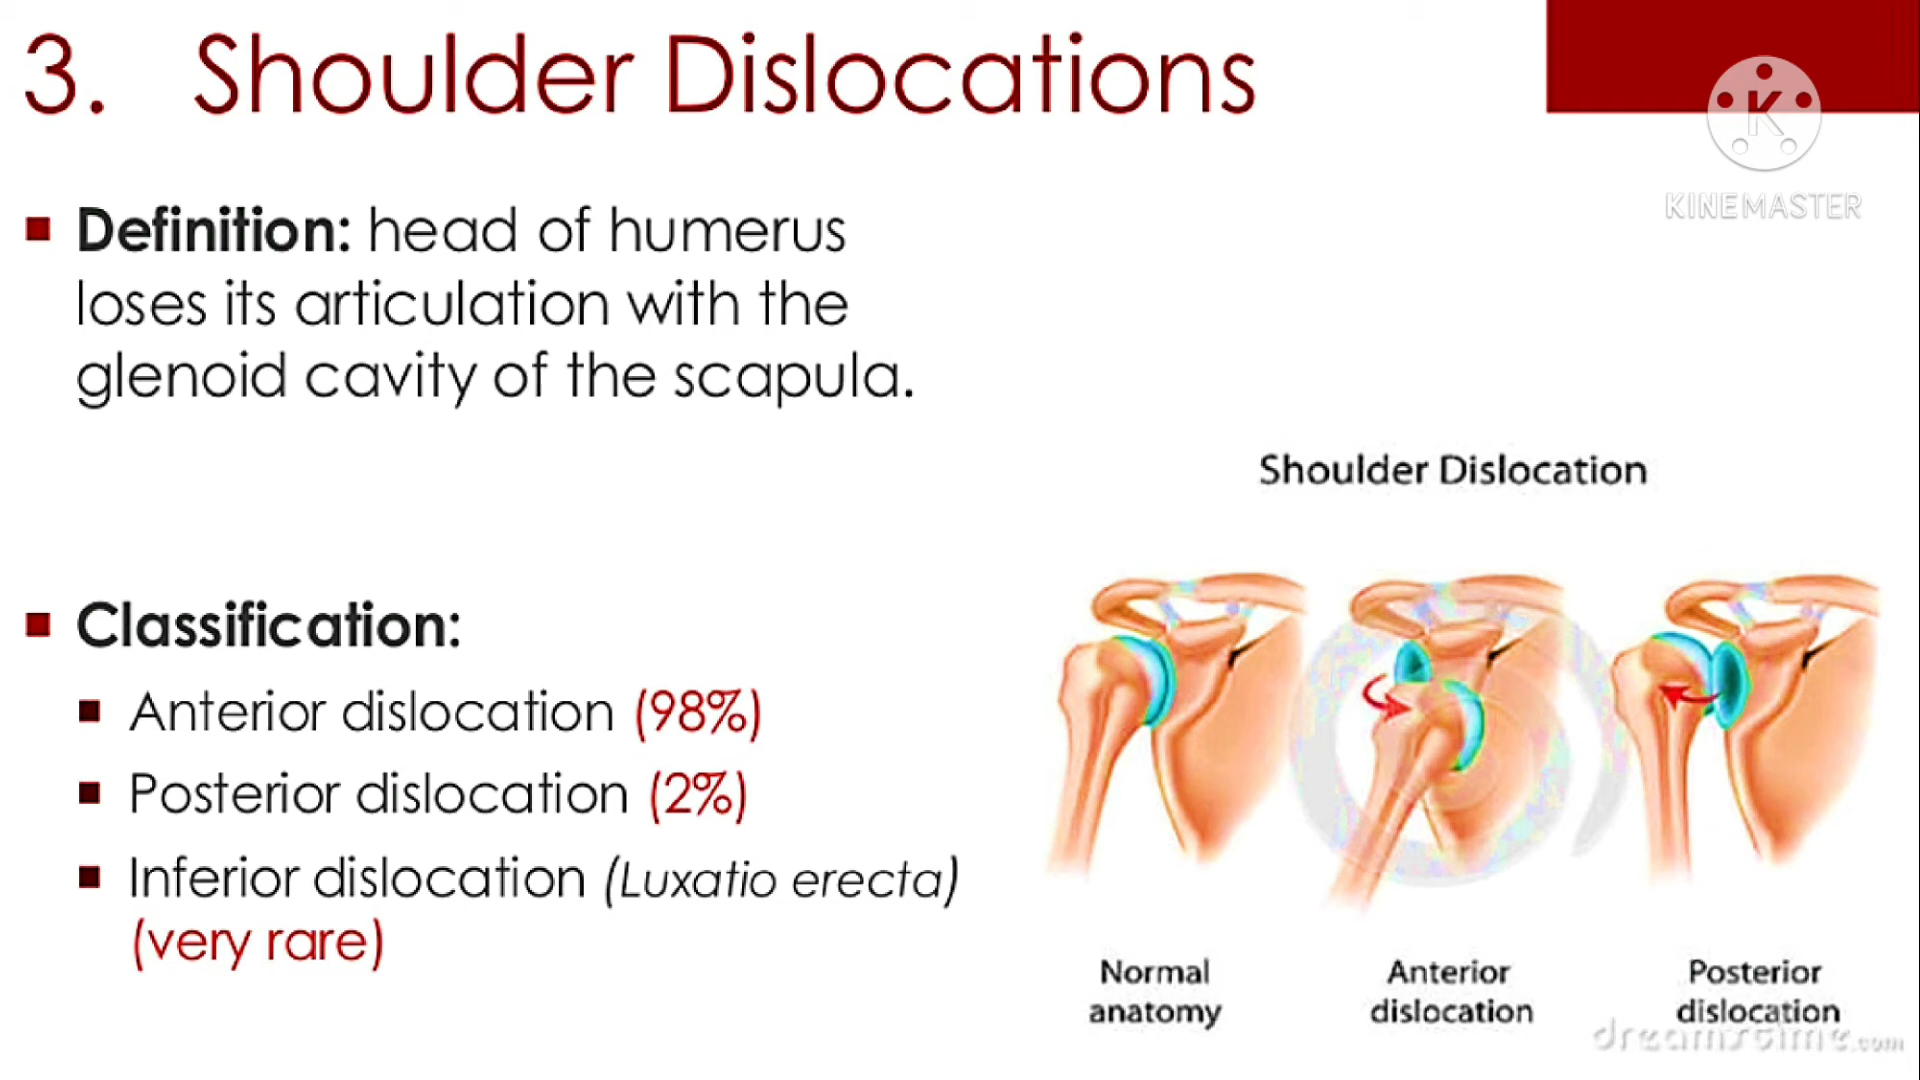 3. Shoulder Dislocations
K
KINEMASTER
Definition: head of humerus
loses its articulation with the
glenoid cavity of the scapula.
Classification:
Anterior dislocation (98%)
Posterior dislocation (2%)
Inferior dislocation (Luxatio erecta)
(very rare)
Shoulder Dislocation
Normal
anatomy
Anterior
dislocation
Posterior
dislocation
dreamstime.com